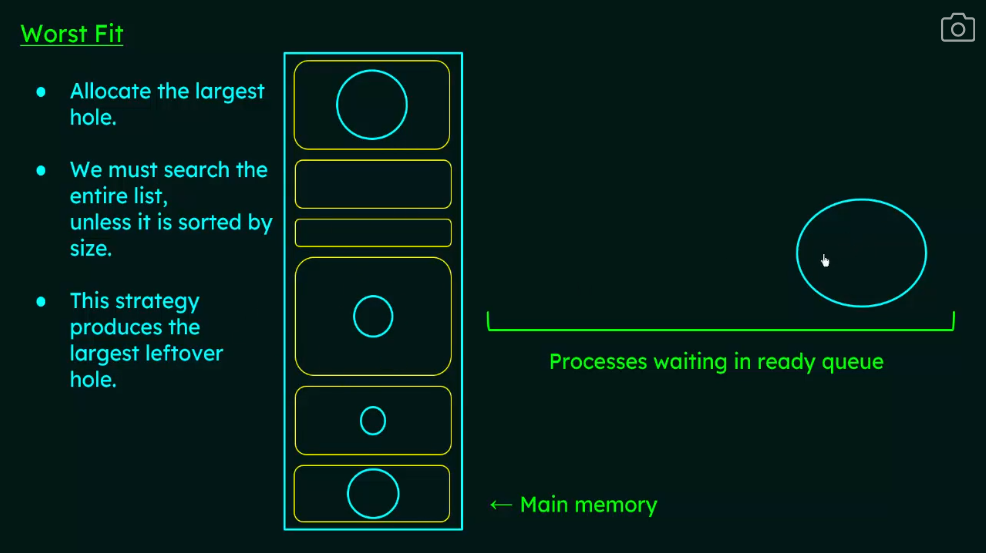 Worst Fit
● Allocate the largest
hole.
● We must search the
entire list,
unless it is sorted by
size.
● This strategy
produces the
largest leftover
hole.
Processes waiting in ready queue
← Main memory